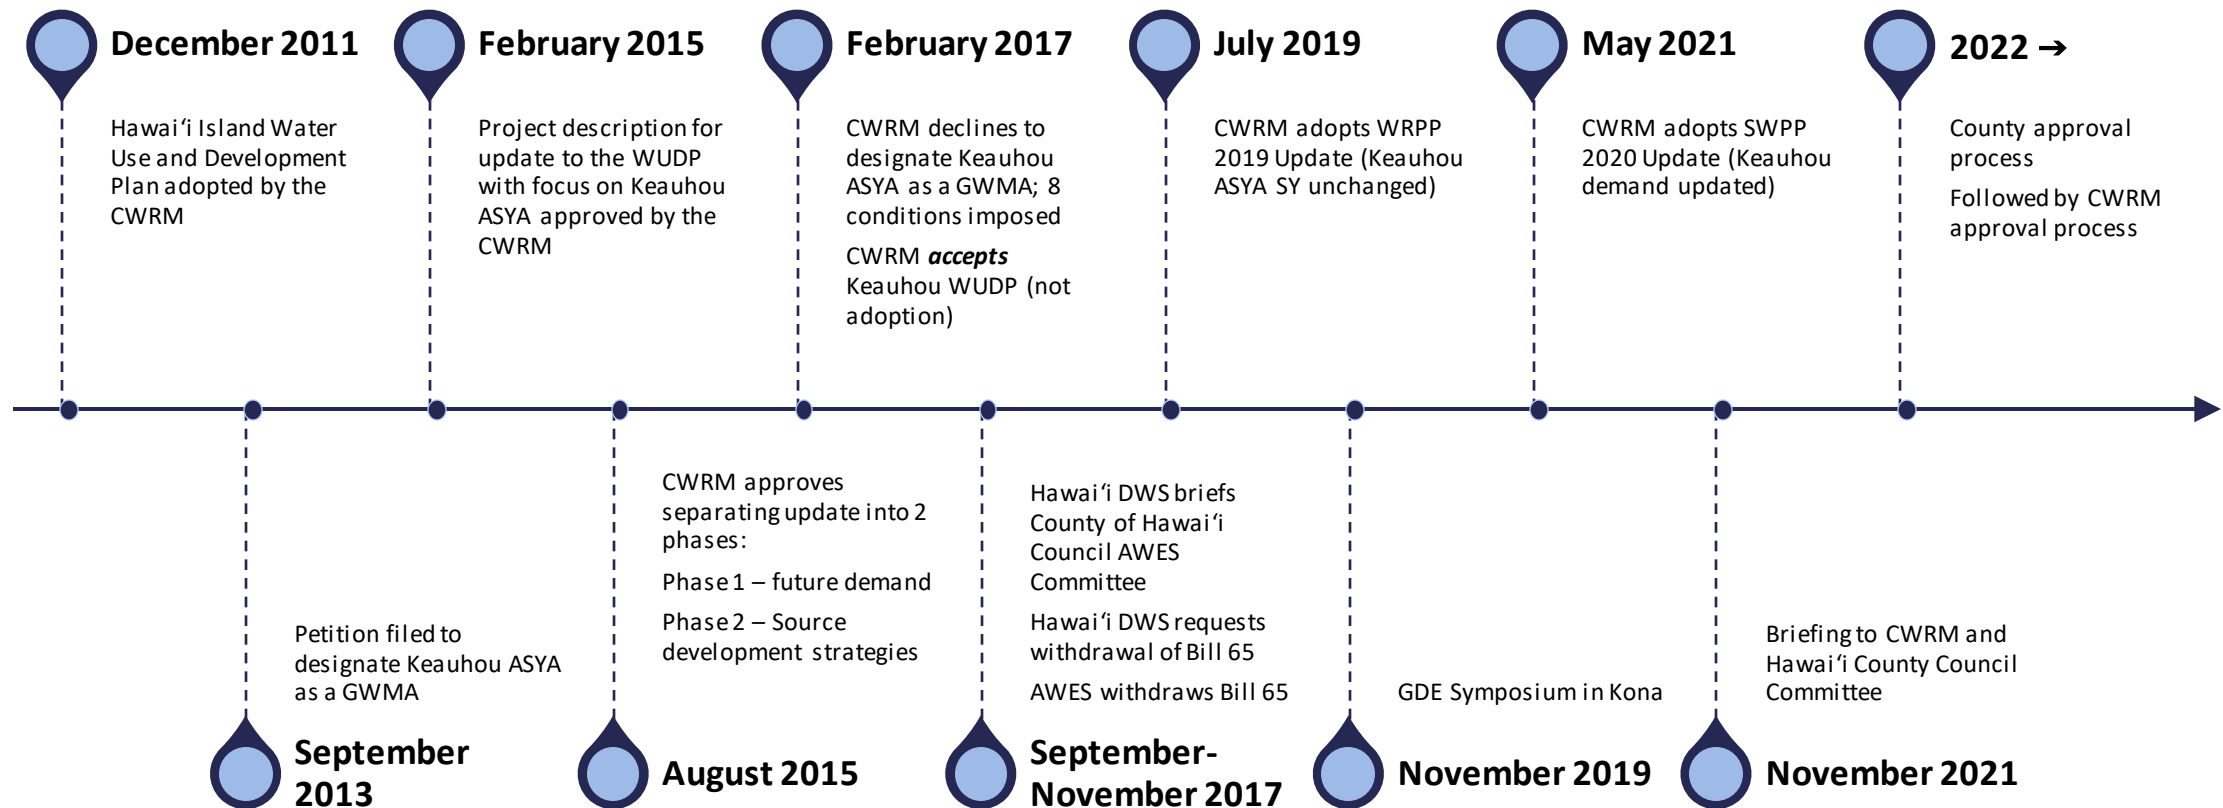 December 2011
Hawaiʻi Island Water
Use and Development
Plan adopted by the
CWRM
February 2015
Project description for
update to the WUDP
with focus on Keauhou
ASYA approved by the
CWRM
February 2017
CWRM declines to
designate Keauhou
ASYA as a GWMA; 8
conditions imposed
CWRM accepts
Keauhou WUDP (not
adoption)
July 2019
CWRM adopts WRPP
2019 Update (Keauhou
ASYA SY unchanged)
May 2021
CWRM adopts SWPP
2020 Update (Keauhou
demand updated)
2022 ➔
County approval
process
Followed by CWRM
approval process
Petition filed to
designate Keauhou ASYA
as a GWMA
September
2013
CWRM approves
separating update into 2
phases:
Phase 1 – future demand
Phase 2 – Source
development strategies
August 2015
Hawaiʻi DWS briefs
County of Hawaiʻi
Council AWES
Committee
Hawaiʻi DWS requests
withdrawal of Bill 65
AWES withdraws Bill 65
September-
November 2017
GDE Symposium in Kona
November 2019
Briefing to CWRM and
Hawaiʻi County Council
Committee
November 2021